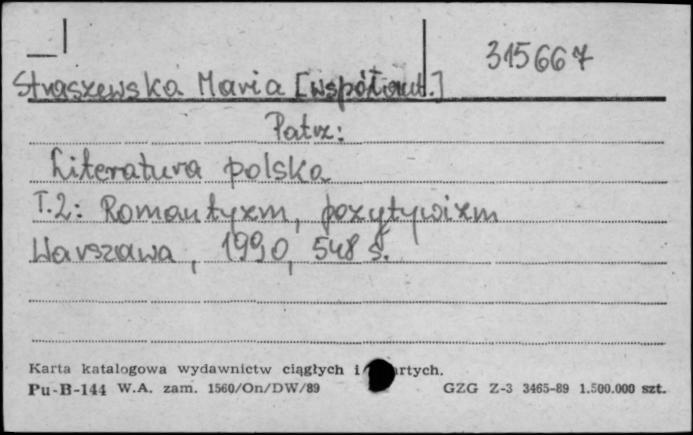 315667
Straszewska Maria [współaut.]
Patrz:
Literatura polska
T.2: Romantyzm, pozytywizm
Warszawa, 1990, 548 s.
Karta katalogowa wydawnictw ciągłych i artych.
Pu-B-144 W.A. zam. 1560/On/DW/89 GZG Z-3 3465-89 1.500.000 szt.